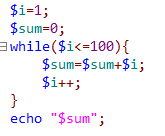 $i=1;
$sum=0;
while($i<=100){
    $sum=$sum+$i;
    $i++;
}
echo "$sum";